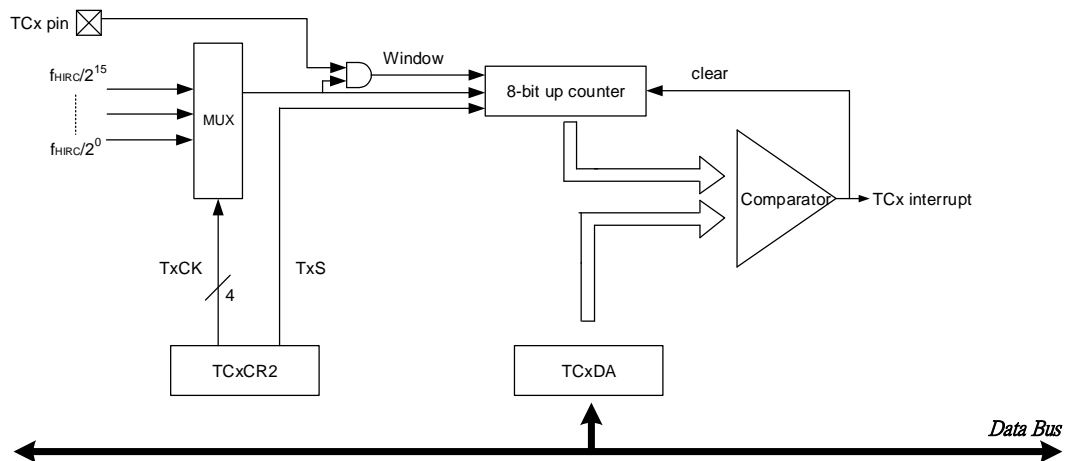 TCx pin
Window
clear
fHIRC/2^15
8-bit up counter
MUX
fHIRC/2^0
Comparator
TCx interrupt
TxCK
TxS
4
TCxCR2
TCxDA
Data Bus